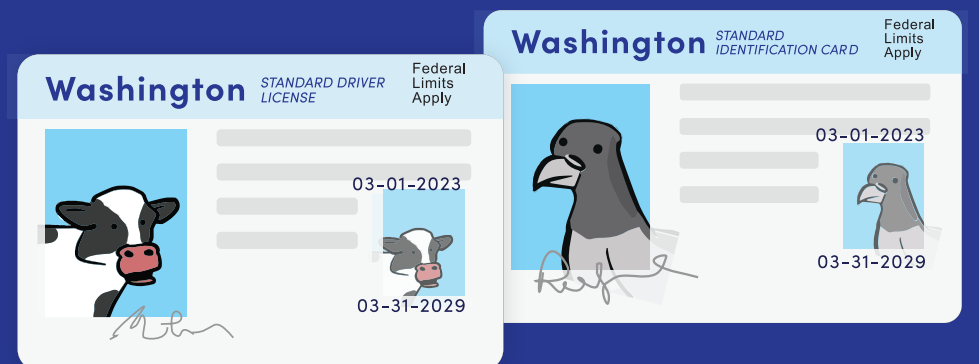 Washington
STANDARD DRIVER
LICENSE
Federal
Limits
Apply
03-01-2023
03-31-2029
Washington
STANDARD
IDENTIFICATION CARD
Federal
Limits
Apply
03-01-2023
03-31-2029